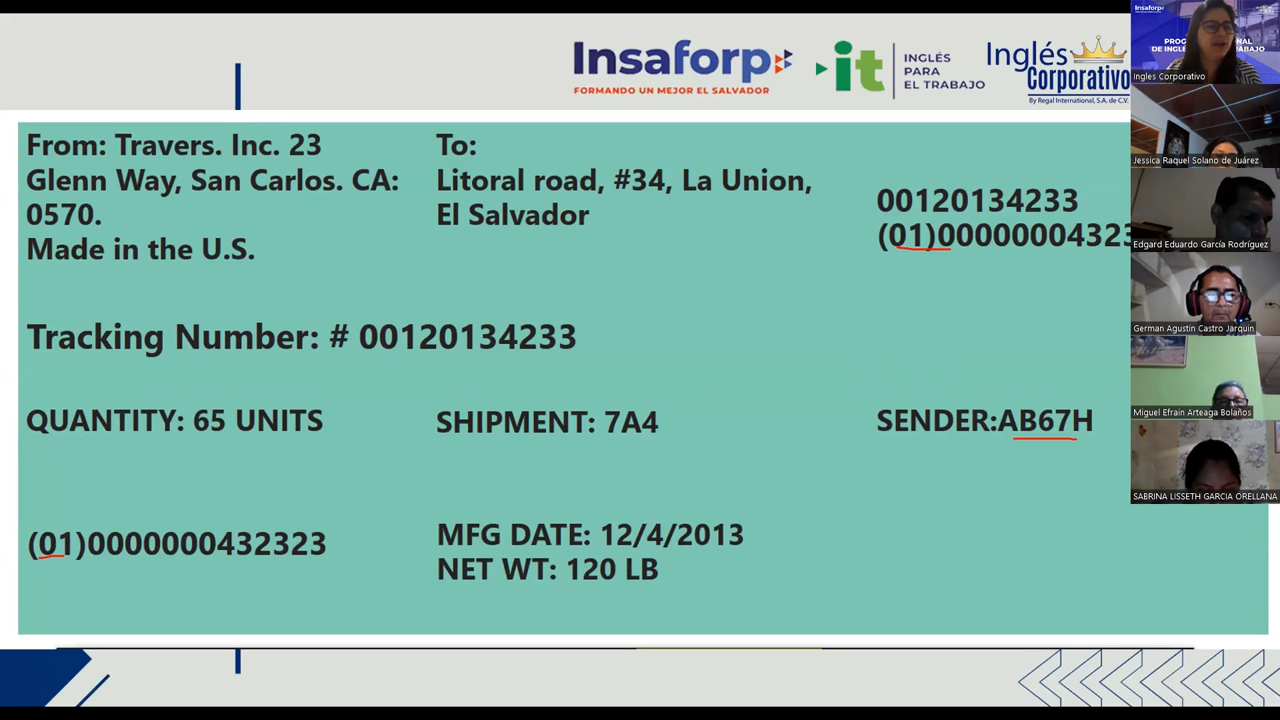 Insaforp
FORMANDO UN MEJOR EL SALVADOR
it
INGLÉS
PARA
EL TRABAJO
Inglés
Corporativo
By Regal International, S.A. de C.V.
From: Travers. Inc. 23
Glenn Way, San Carlos. CA:
0570.
Made in the U.S.
To:
Litoral road, #34, La Union,
El Salvador
00120134233
(01)00000004323
Tracking Number: # 00120134233
QUANTITY: 65 UNITS
SHIPMENT: 7A4
SENDER:AB67H
(01)0000000432323
MFG DATE: 12/4/2013
NET WT: 120 LB
Insaforp
Ingles Corporativo
Jessica Raquel Solano de Juárez
Edgard Eduardo García Rodríguez
German Agustin Castro Jarquin
Miguel Efrain Arteaga Bolaños
SABRINA LISSETH GARCIA ORELLANA